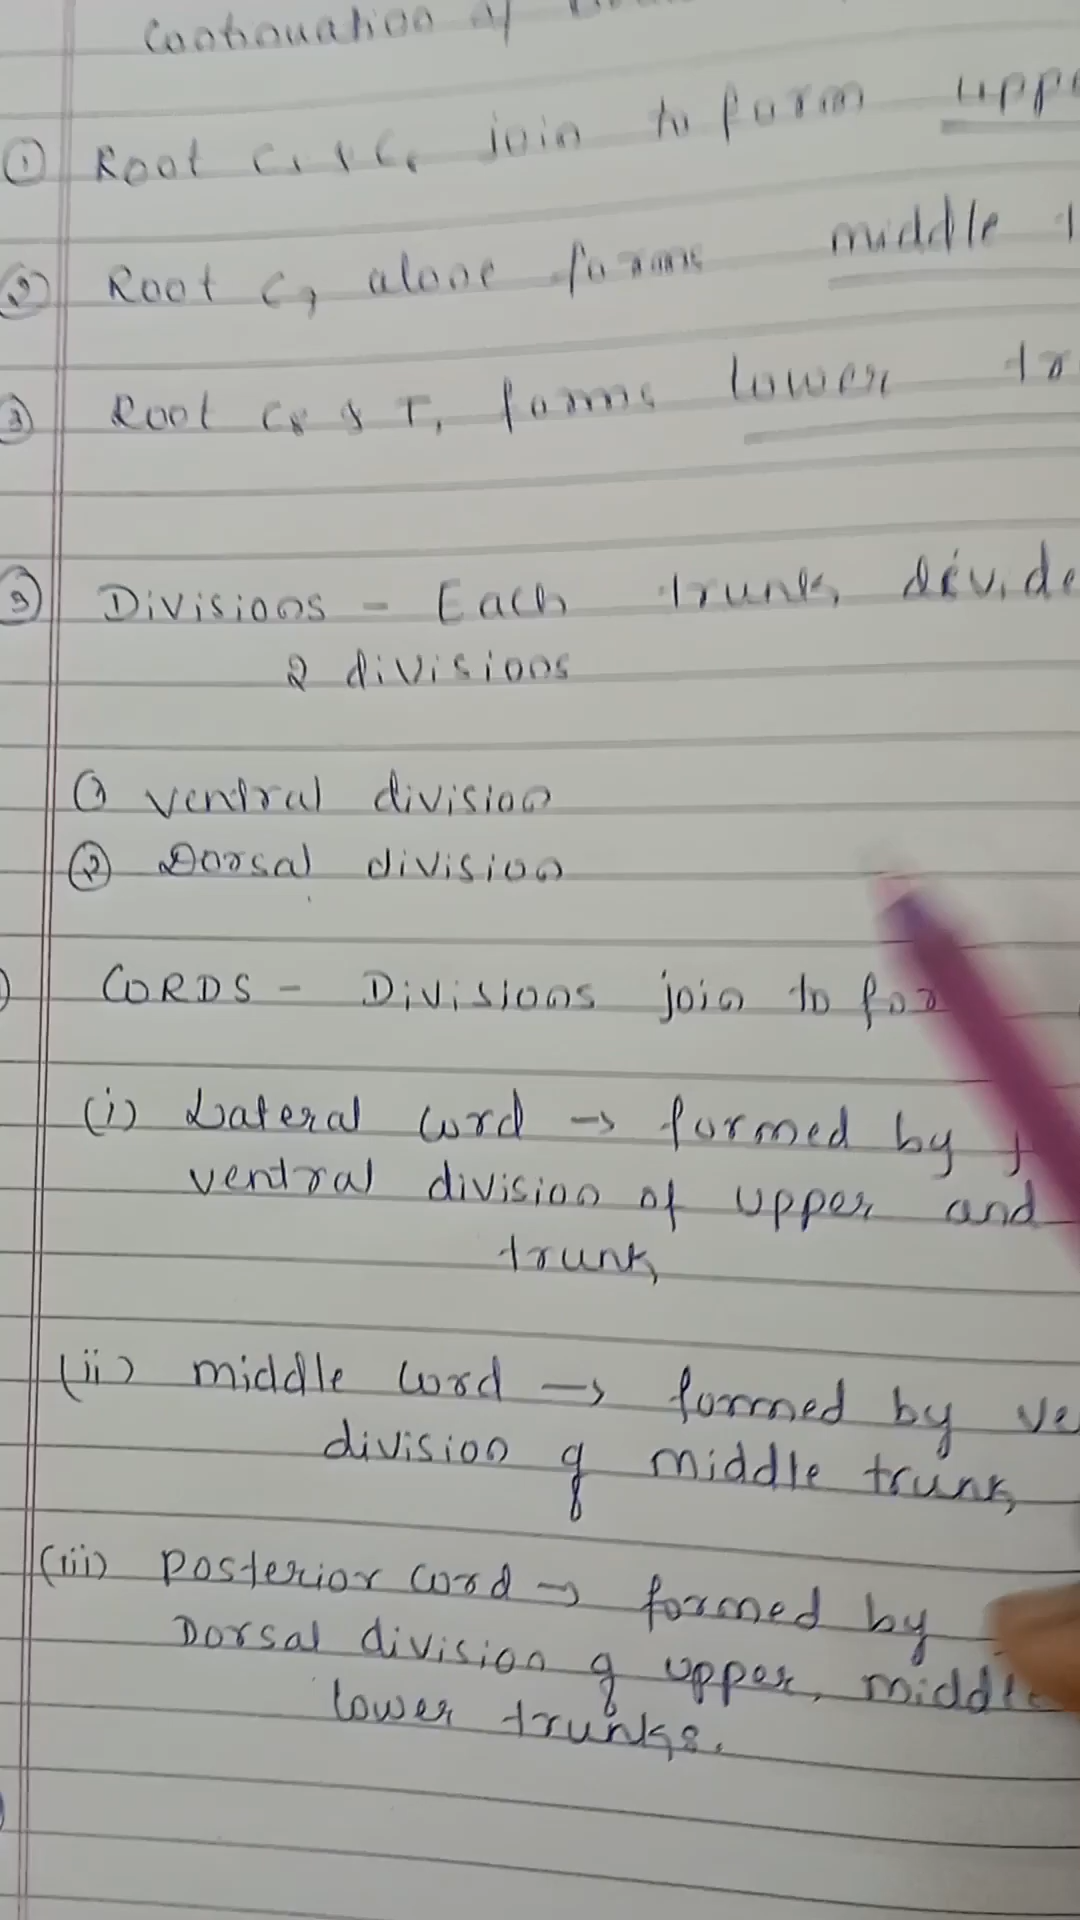 Continuation of
① Root C5 & C6 join to form upp
② Root C7 alone forms middle t
③ Root C8 & T1 forms lower tr
③ Divisions - Each trunk divide
2 divisions
① ventral division
② Dorsal division
CORDS - Divisions join to for
(i) Lateral cord → formed by
ventral division of upper and
trunk
(ii) middle cord → formed by ve
division of middle trunk
(iii) posterior cord → formed by
Dorsal division of upper, middle
lower trunks.